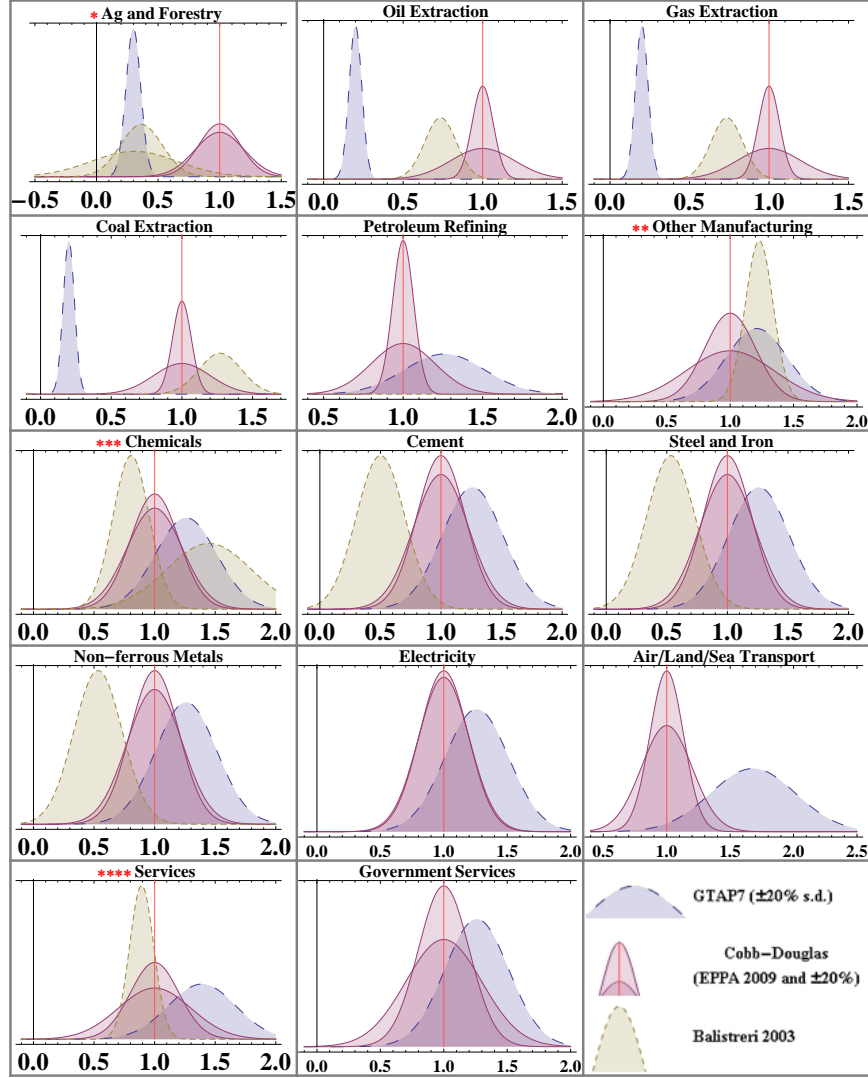 * Ag and Forestry
−0.5 0.0 0.5 1.0 1.5
Oil Extraction
0.0 0.5 1.0 1.5
Gas Extraction
0.0 0.5 1.0 1.5
Coal Extraction
0.0 0.5 1.0 1.5
Petroleum Refining
0.5 1.0 1.5 2.0
** Other Manufacturing
0.0 0.5 1.0 1.5 2.0
*** Chemicals
0.0 0.5 1.0 1.5 2.0
Cement
0.0 0.5 1.0 1.5 2.0
Steel and Iron
0.0 0.5 1.0 1.5 2.0
Non−ferrous Metals
0.0 0.5 1.0 1.5 2.0
Electricity
0.0 0.5 1.0 1.5 2.0
Air/Land/Sea Transport
0.5 1.0 1.5 2.0 2.5
**** Services
0.0 0.5 1.0 1.5 2.0
Government Services
0.0 0.5 1.0 1.5 2.0
GTAP7 (±20% s.d.)
Cobb−Douglas
(EPPA 2009 and ±20%)
Balistreri 2003